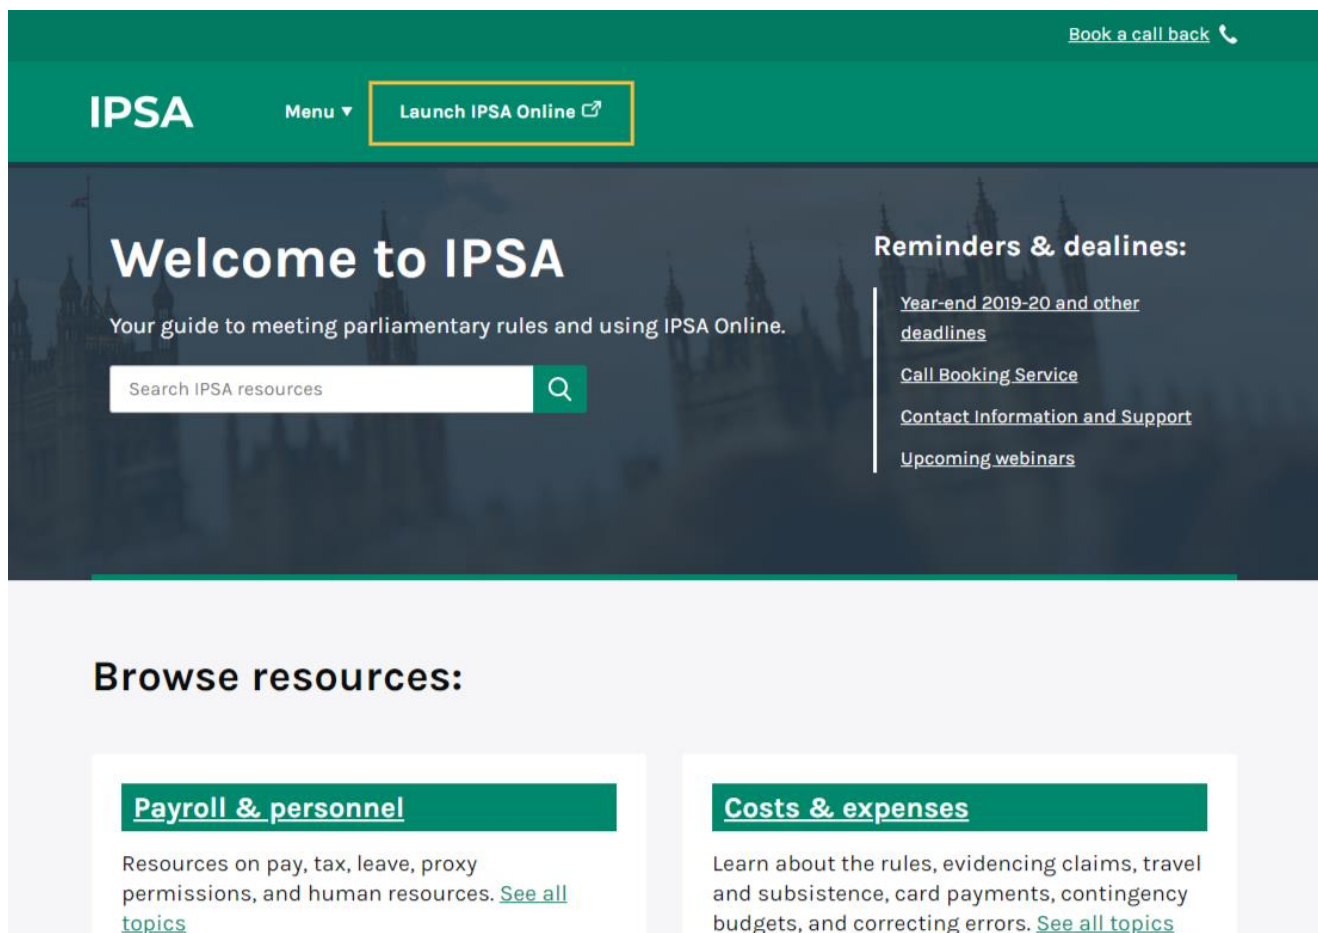 Book a call back
IPSA
Menu ▼
Launch IPSA Online
Welcome to IPSA
Your guide to meeting parliamentary rules and using IPSA Online.
Search IPSA resources
Reminders & dealines:
Year-end 2019-20 and other
deadlines
Call Booking Service
Contact Information and Support
Upcoming webinars
Browse resources:
Payroll & personnel
Resources on pay, tax, leave, proxy
permissions, and human resources. See all
topics
Costs & expenses
Learn about the rules, evidencing claims, travel
and subsistence, card payments, contingency
budgets, and correcting errors. See all topics